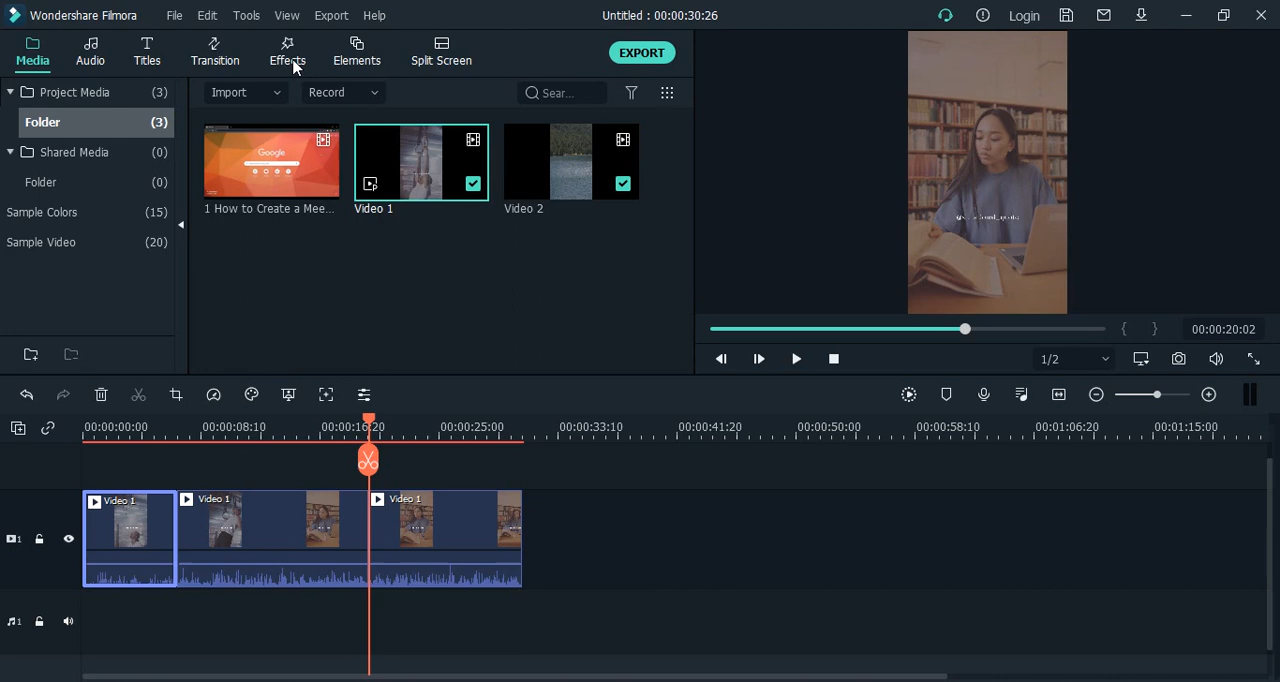 Wondershare Filmora File Edit Tools View Export Help Untitled : 00:00:30:26 Login
Media Audio Titles Transition Effects Elements Split Screen EXPORT
Project Media (3)
Folder (3)
Shared Media (0)
Folder (0)
Sample Colors (15)
Sample Video (20)
Import Record Sear...
Google
1 How to Create a Mee... Video 1 Video 2
{ } 00:00:20:02
1/2
00:00:00:00 00:00:08:10 00:00:16:20 00:00:25:00 00:00:33:10 00:00:41:20 00:00:50:00 00:00:58:10 00:01:06:20 00:01:15:00
Video 1 Video 1 Video 1
1
1